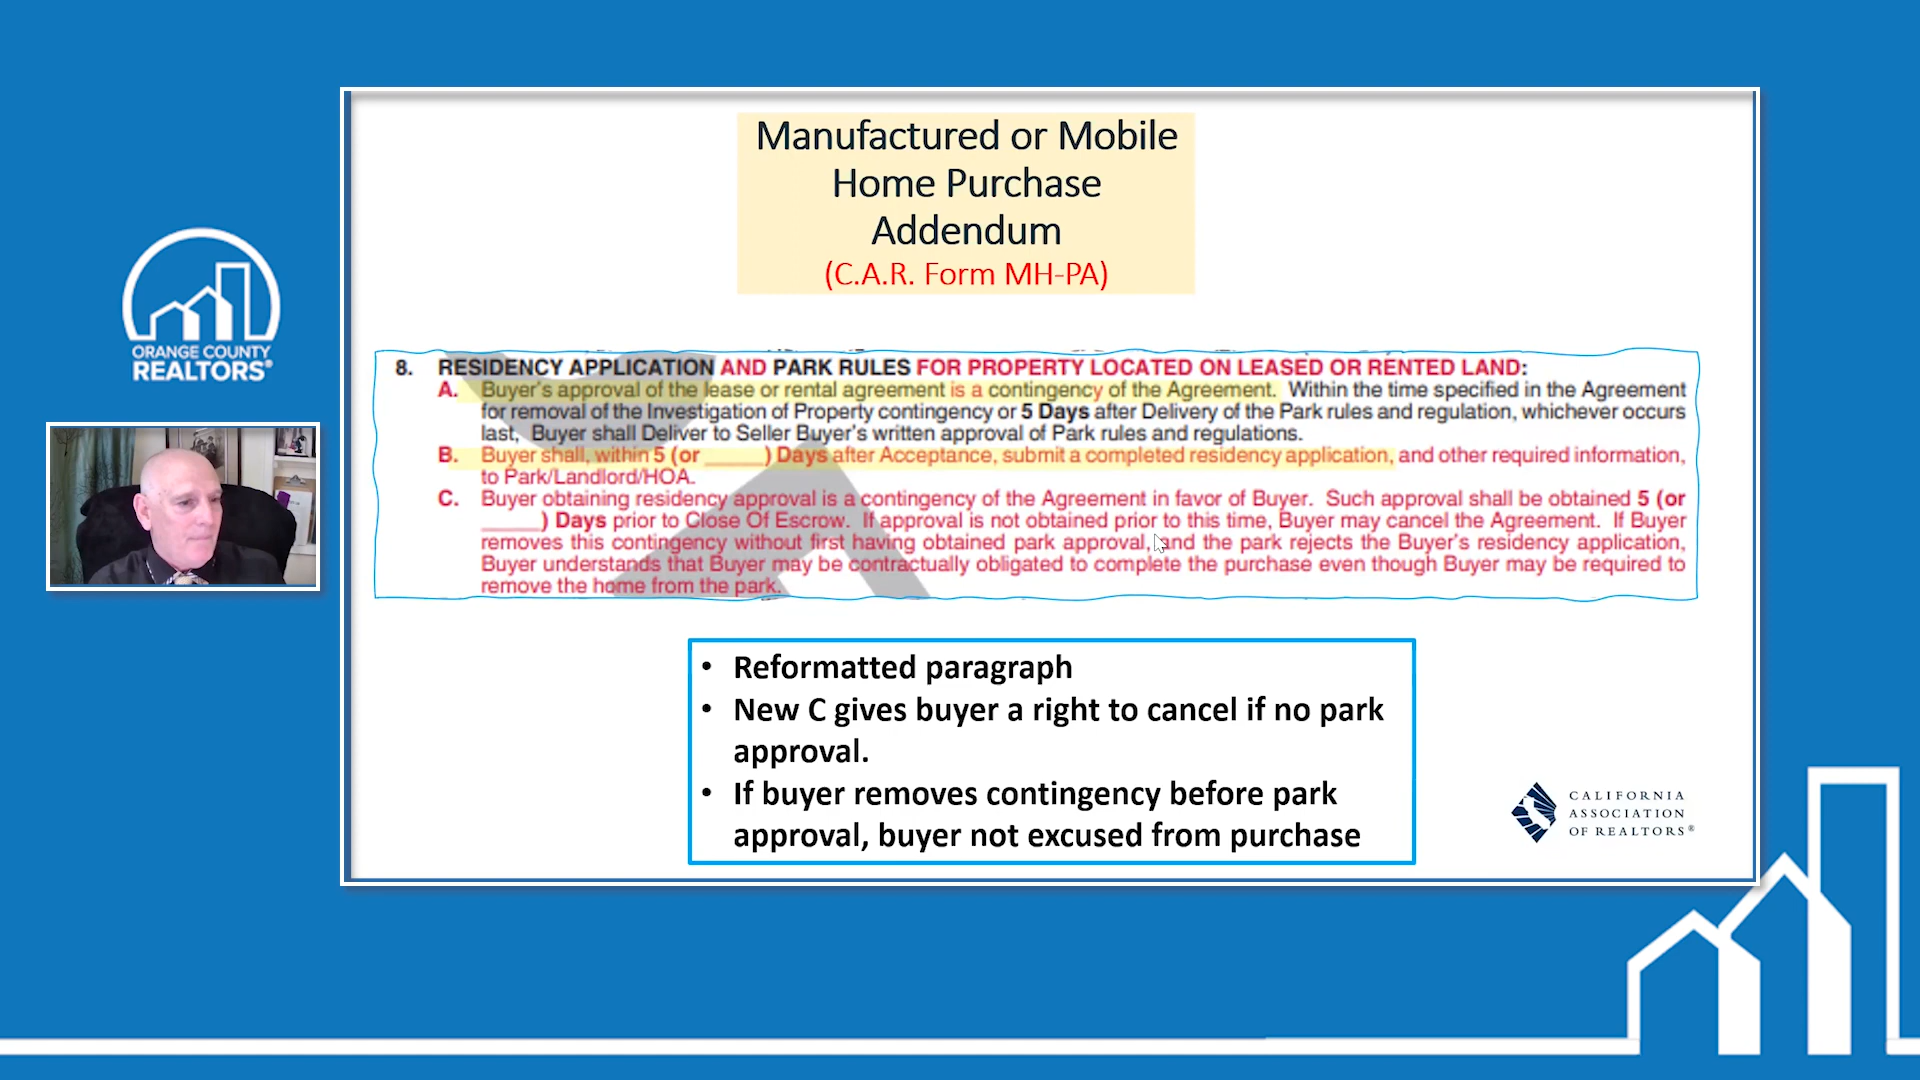 Manufactured or Mobile
Home Purchase
Addendum
(C.A.R. Form MH-PA)
ORANGE COUNTY
REALTORS®
8. RESIDENCY APPLICATION AND PARK RULES FOR PROPERTY LOCATED ON LEASED OR RENTED LAND:
A. Buyer's approval of the lease or rental agreement is a contingency of the Agreement. Within the time specified in the Agreement
for removal of the Investigation of Property contingency or 5 Days after Delivery of the Park rules and regulation, whichever occurs
last, Buyer shall Deliver to Seller Buyer's written approval of Park rules and regulations.
B. Buyer shall, within 5 (or _____) Days after Acceptance, submit a completed residency application, and other required information,
to Park/Landlord/HOA.
C. Buyer obtaining residency approval is a contingency of the Agreement in favor of Buyer. Such approval shall be obtained 5 (or
_____) Days prior to Close Of Escrow. If approval is not obtained prior to this time, Buyer may cancel the Agreement. If Buyer
removes this contingency without first having obtained park approval, and the park rejects the Buyer's residency application,
Buyer understands that Buyer may be contractually obligated to complete the purchase even though Buyer may be required to
remove the home from the park.
• Reformatted paragraph
• New C gives buyer a right to cancel if no park
approval.
• If buyer removes contingency before park
approval, buyer not excused from purchase
CALIFORNIA
ASSOCIATION
OF REALTORS®